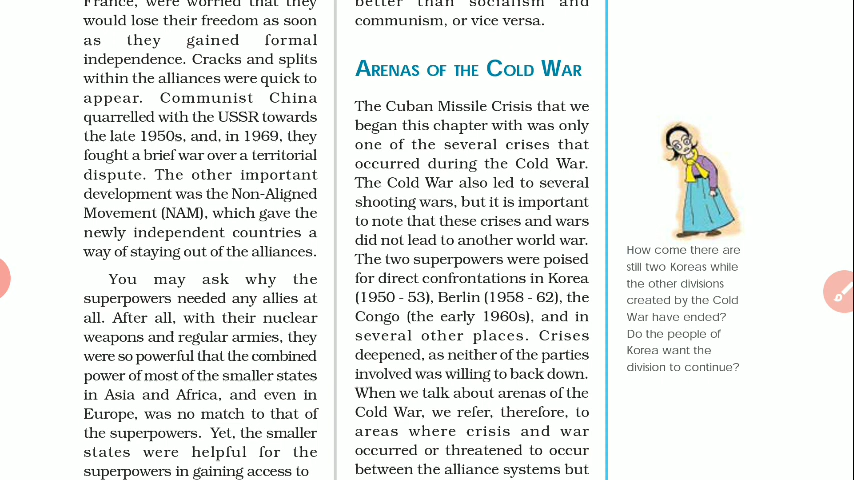 France, were worried that they
would lose their freedom as soon
as they gained formal
independence. Cracks and splits
within the alliances were quick to
appear. Communist China
quarrelled with the USSR towards
the late 1950s, and, in 1969, they
fought a brief war over a territorial
dispute. The other important
development was the Non-Aligned
Movement (NAM), which gave the
newly independent countries a
way of staying out of the alliances.
You may ask why the
superpowers needed any allies at
all. After all, with their nuclear
weapons and regular armies, they
were so powerful that the combined
power of most of the smaller states
in Asia and Africa, and even in
Europe, was no match to that of
the superpowers. Yet, the smaller
states were helpful for the
superpowers in gaining access to
better than socialism and
communism, or vice versa.
ARENAS OF THE COLD WAR
The Cuban Missile Crisis that we
began this chapter with was only
one of the several crises that
occurred during the Cold War.
The Cold War also led to several
shooting wars, but it is important
to note that these crises and wars
did not lead to another world war.
The two superpowers were poised
for direct confrontations in Korea
(1950 - 53), Berlin (1958 - 62), the
Congo (the early 1960s), and in
several other places. Crises
deepened, as neither of the parties
involved was willing to back down.
When we talk about arenas of the
Cold War, we refer, therefore, to
areas where crisis and war
occurred or threatened to occur
between the alliance systems but
How come there are
still two Koreas while
the other divisions
created by the Cold
War have ended?
Do the people of
Korea want the
division to continue?